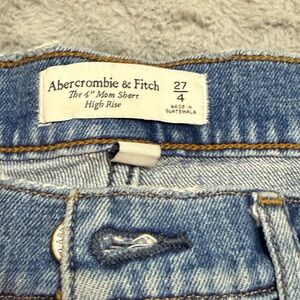 Abercrombie & Fitch
The 4" Mom Short
High Rise
27
4
MADE IN
GUATEMALA